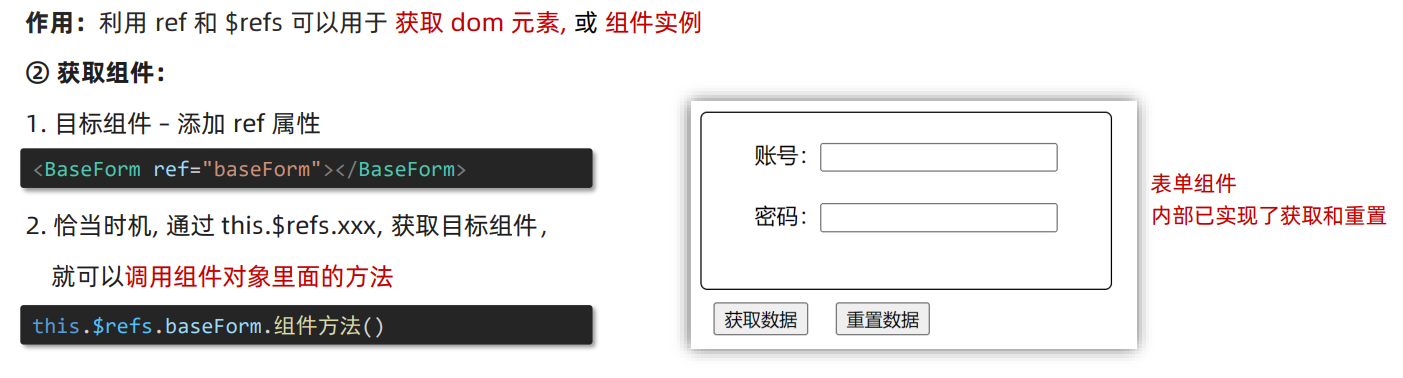 作用：利用 ref 和 $refs 可以用于 获取 dom 元素, 或 组件实例
② 获取组件：
1. 目标组件 – 添加 ref 属性
<BaseForm ref="baseForm"></BaseForm>
2. 恰当时机, 通过 this.$refs.xxx, 获取目标组件，
就可以调用组件对象里面的方法
this.$refs.baseForm.组件方法()
账号：
密码：
获取数据 重置数据
表单组件
内部已实现了获取和重置